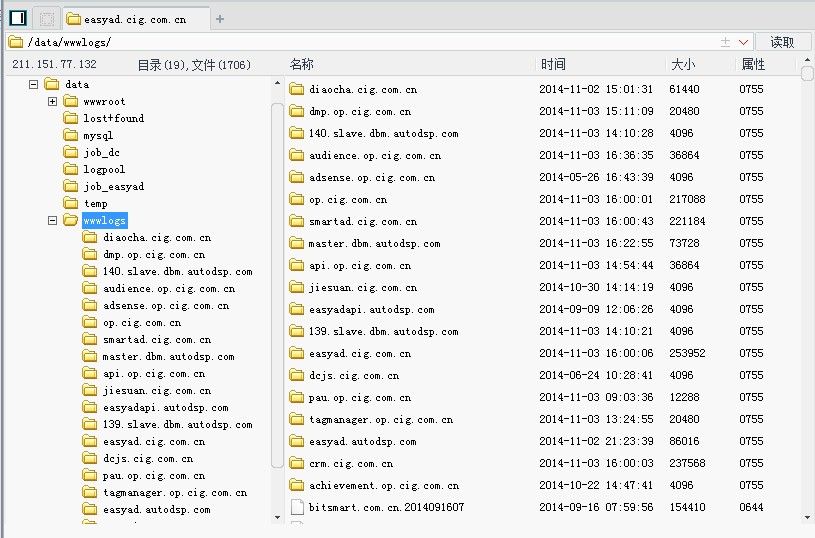 easyad.cig.com.cn
/data/wwwlogs/
读取
211.151.77.132 目录(19),文件(1706)
名称 时间 大小 属性
data
wwwroot
lost+found
mysql
job_dc
logpool
job_easyad
temp
wwwlogs
diaocha.cig.com.cn
dmp.op.cig.com.cn
140.slave.dbm.autodsp.com
audience.op.cig.com.cn
adsense.op.cig.com.cn
op.cig.com.cn
smartad.cig.com.cn
master.dbm.autodsp.com
api.op.cig.com.cn
jiesuan.cig.com.cn
easyadapi.autodsp.com
139.slave.dbm.autodsp.com
easyad.cig.com.cn
dcjs.cig.com.cn
pau.op.cig.com.cn
tagmanager.op.cig.com.cn
easyad.autodsp.com
diaocha.cig.com.cn 2014-11-02 15:01:31 61440 0755
dmp.op.cig.com.cn 2014-11-03 15:11:09 20480 0755
140.slave.dbm.autodsp.com 2014-11-03 14:10:28 4096 0755
audience.op.cig.com.cn 2014-11-03 16:36:35 36864 0755
adsense.op.cig.com.cn 2014-05-26 16:43:39 4096 0755
op.cig.com.cn 2014-11-03 16:00:01 217088 0755
smartad.cig.com.cn 2014-11-03 16:00:43 221184 0755
master.dbm.autodsp.com 2014-11-03 16:22:55 73728 0755
api.op.cig.com.cn 2014-11-03 14:54:44 36864 0755
jiesuan.cig.com.cn 2014-10-30 14:14:19 4096 0755
easyadapi.autodsp.com 2014-09-09 12:06:26 4096 0755
139.slave.dbm.autodsp.com 2014-11-03 14:10:21 4096 0755
easyad.cig.com.cn 2014-11-03 16:00:06 253952 0755
dcjs.cig.com.cn 2014-06-24 10:28:41 4096 0755
pau.op.cig.com.cn 2014-11-03 09:03:36 12288 0755
tagmanager.op.cig.com.cn 2014-11-03 13:24:55 20480 0755
easyad.autodsp.com 2014-11-02 21:23:39 86016 0755
crm.cig.com.cn 2014-11-03 16:00:03 237568 0755
achievement.op.cig.com.cn 2014-10-22 14:47:41 4096 0755
bitsmart.com.cn.2014091607 2014-09-16 07:59:56 154410 0644